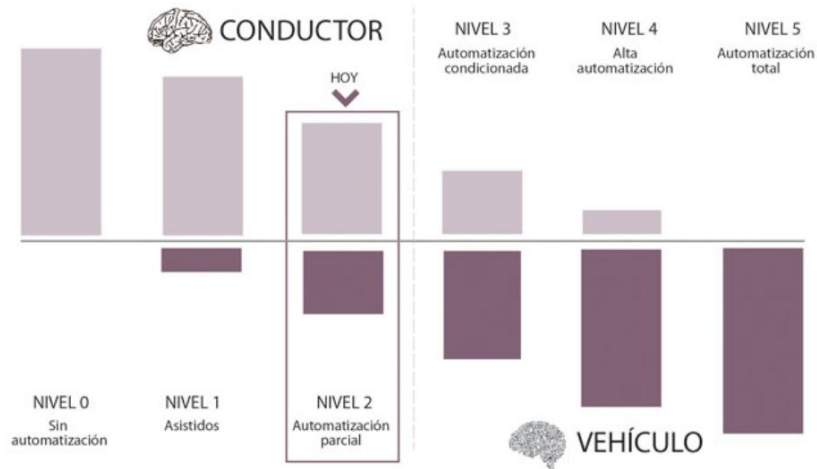 CONDUCTOR
HOY
NIVEL 3
Automatización
condicionada
NIVEL 4
Alta
automatización
NIVEL 5
Automatización
total
NIVEL 0
Sin
automatización
NIVEL 1
Asistidos
NIVEL 2
Automatización
parcial
VEHÍCULO